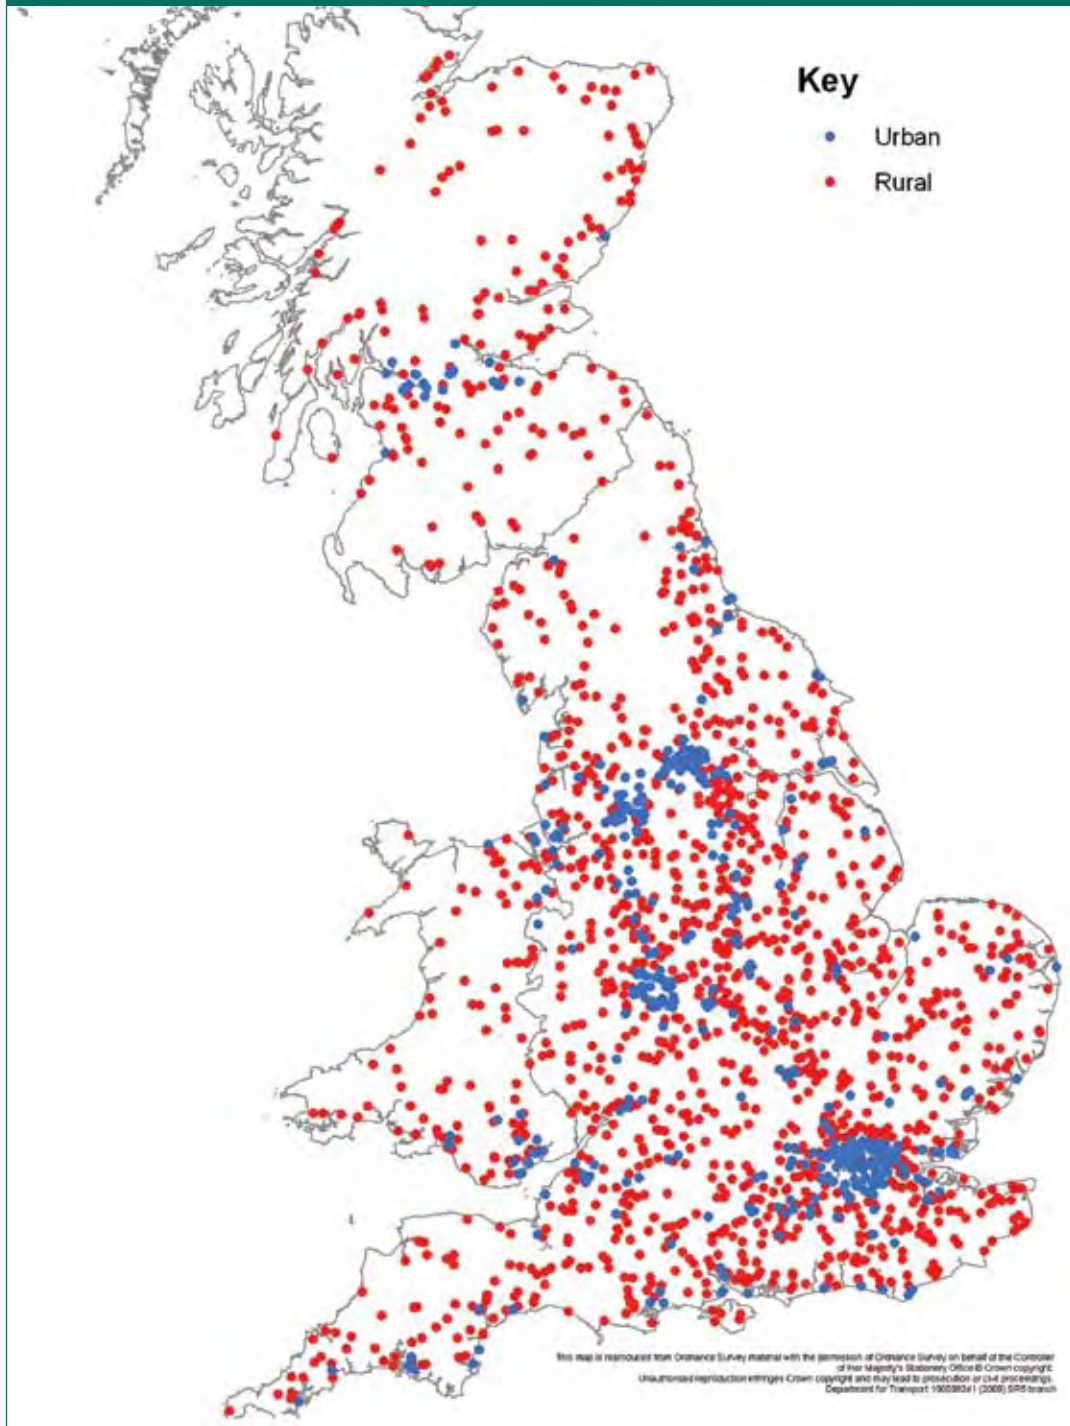 Key
Urban
Rural
This map is reproduced from Ordnance Survey material with the permission of Ordnance Survey on behalf of the Controller
of Her Majesty's Stationery Office © Crown copyright.
Unauthorised reproduction infringes Crown copyright and may lead to prosecution or civil proceedings.
Department for Transport (2009) branch